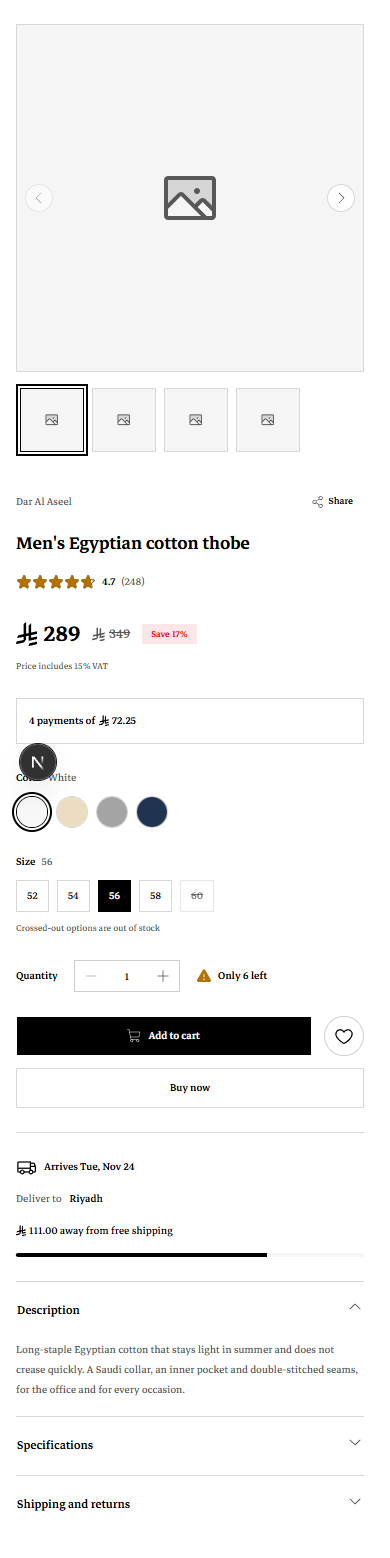 Dar Al Aseel
Share
Men's Egyptian cotton thobe
4.7 (248)
289 349 Save 17%
Price includes 15% VAT
4 payments of 72.25
N
White
Size 56
52 54 56 58 60
Crossed-out options are out of stock
Quantity 1 Only 6 left
Add to cart
Buy now
Arrives Tue, Nov 24
Deliver to Riyadh
111.00 away from free shipping
Description
Long-staple Egyptian cotton that stays light in summer and does not
crease quickly. A Saudi collar, an inner pocket and double-stitched seams,
for the office and for every occasion.
Specifications
Shipping and returns